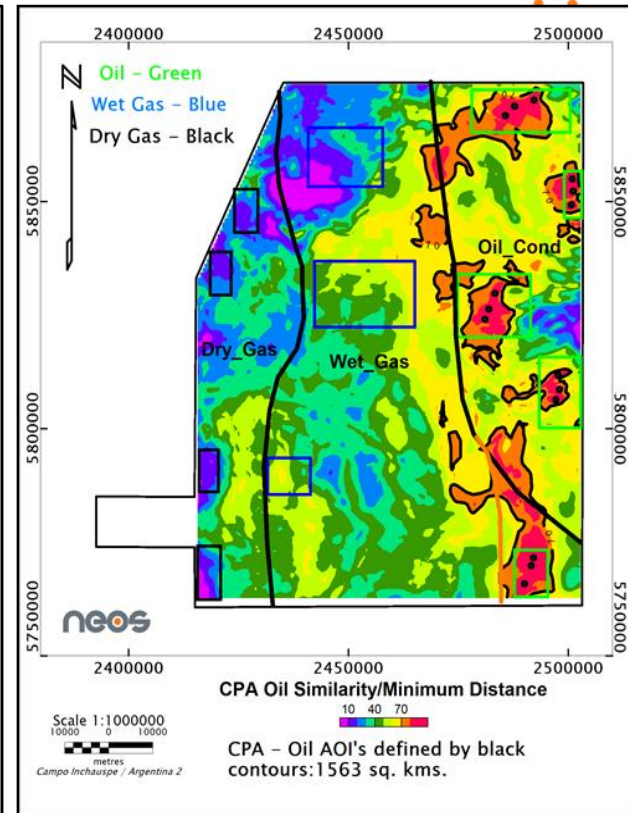 2400000 2450000 2500000
N
Oil - Green
Wet Gas - Blue
Dry Gas - Black
5850000
5850000
Oil_Cond
Dry_Gas
Wet_Gas
5800000
5800000
5750000
5750000
neos
2400000 2450000 2500000
CPA Oil Similarity/Minimum Distance
10 40 70
Scale 1:1000000
10000 0 10000
metres
Campo Inchauspe / Argentina 2
CPA - Oil AOI's defined by black
contours:1563 sq. kms.